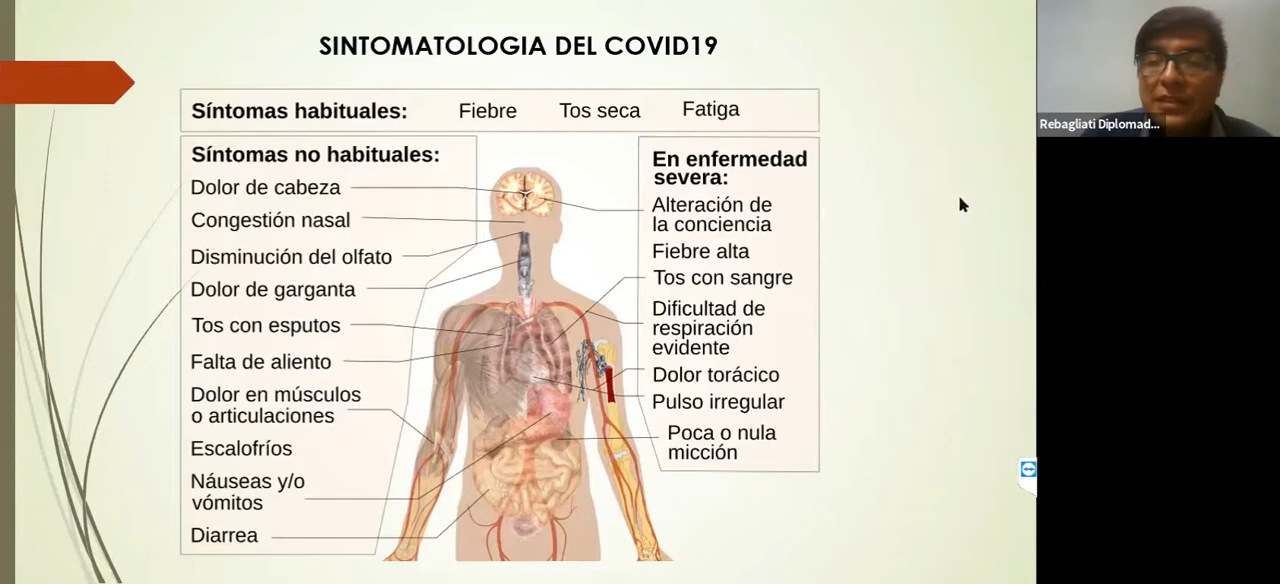 SINTOMATOLOGIA DEL COVID19
Síntomas habituales: Fiebre Tos seca Fatiga
Síntomas no habituales:
Dolor de cabeza
Congestión nasal
Disminución del olfato
Dolor de garganta
Tos con esputos
Falta de aliento
Dolor en músculos
o articulaciones
Escalofríos
Náuseas y/o
vómitos
Diarrea
En enfermedad
severa:
Alteración de
la conciencia
Fiebre alta
Tos con sangre
Dificultad de
respiración
evidente
Dolor torácico
Pulso irregular
Poca o nula
micción
Rebagliati Diplomad...